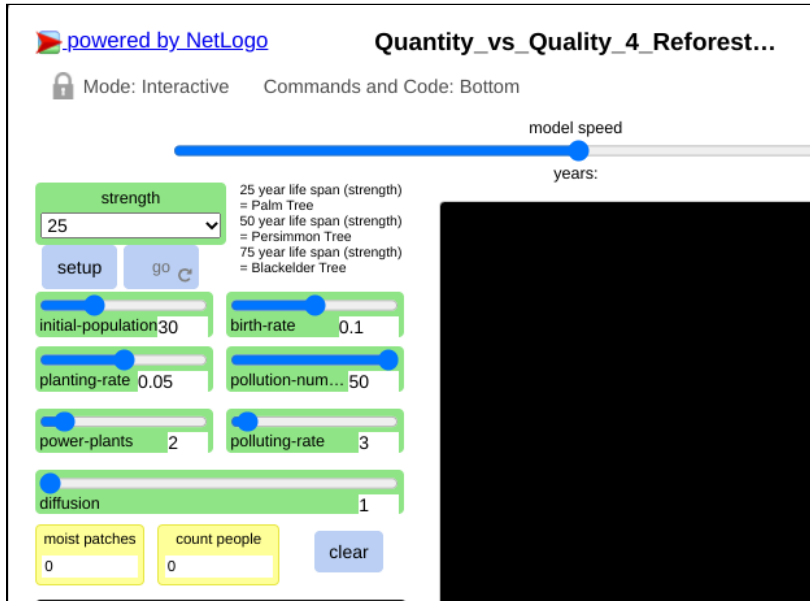 powered by NetLogo
Quantity_vs_Quality_4_Reforest…
Mode: Interactive
Commands and Code: Bottom
model speed
years:
strength
25
25 year life span (strength)
= Palm Tree
50 year life span (strength)
= Persimmon Tree
75 year life span (strength)
= Blackelder Tree
setup
go
initial-population 30
birth-rate 0.1
planting-rate 0.05
pollution-num… 50
power-plants 2
polluting-rate 3
diffusion 1
moist patches
0
count people
0
clear